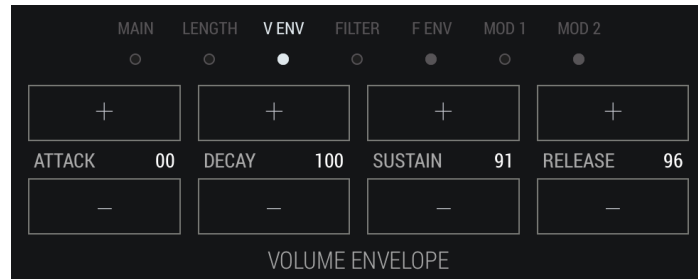 MAIN LENGTH V ENV FILTER F ENV MOD 1 MOD 2
+ + + +
ATTACK 00 DECAY 100 SUSTAIN 91 RELEASE 96
– – – –
VOLUME ENVELOPE